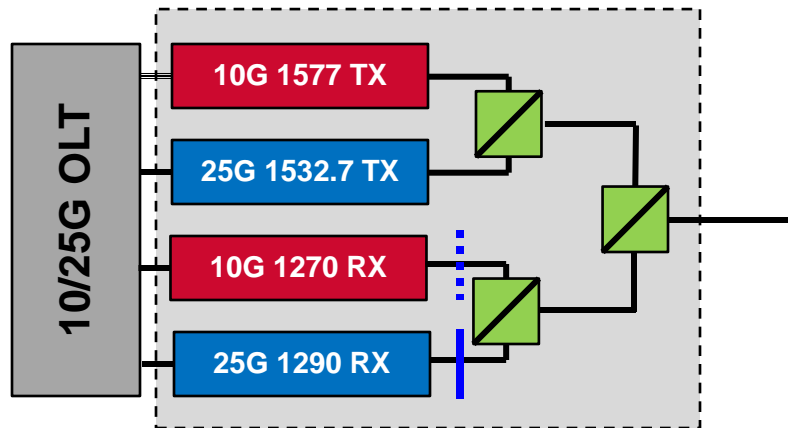 10/25G OLT
10G 1577 TX
25G 1532.7 TX
10G 1270 RX
25G 1290 RX